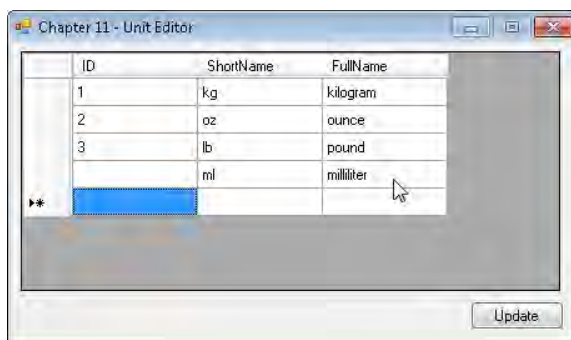 Chapter 11 - Unit Editor
ID ShortName FullName
1 kg kilogram
2 oz ounce
3 lb pound
ml milliliter
Update